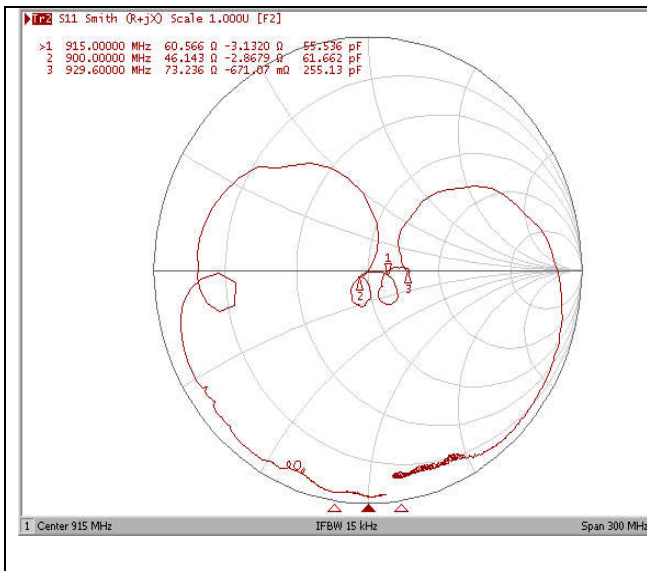 Tr2 S11 Smith (R+jX) Scale 1.000U [F2]
>1 915.00000 MHz 60.566 Ω -3.1320 Ω 55.536 pF
2 900.00000 MHz 46.143 Ω -2.8679 Ω 61.662 pF
3 929.60000 MHz 73.236 Ω -671.07 mΩ 255.13 pF
1
2
3
1 Center 915 MHz IFBW 15 kHz Span 300 MHz